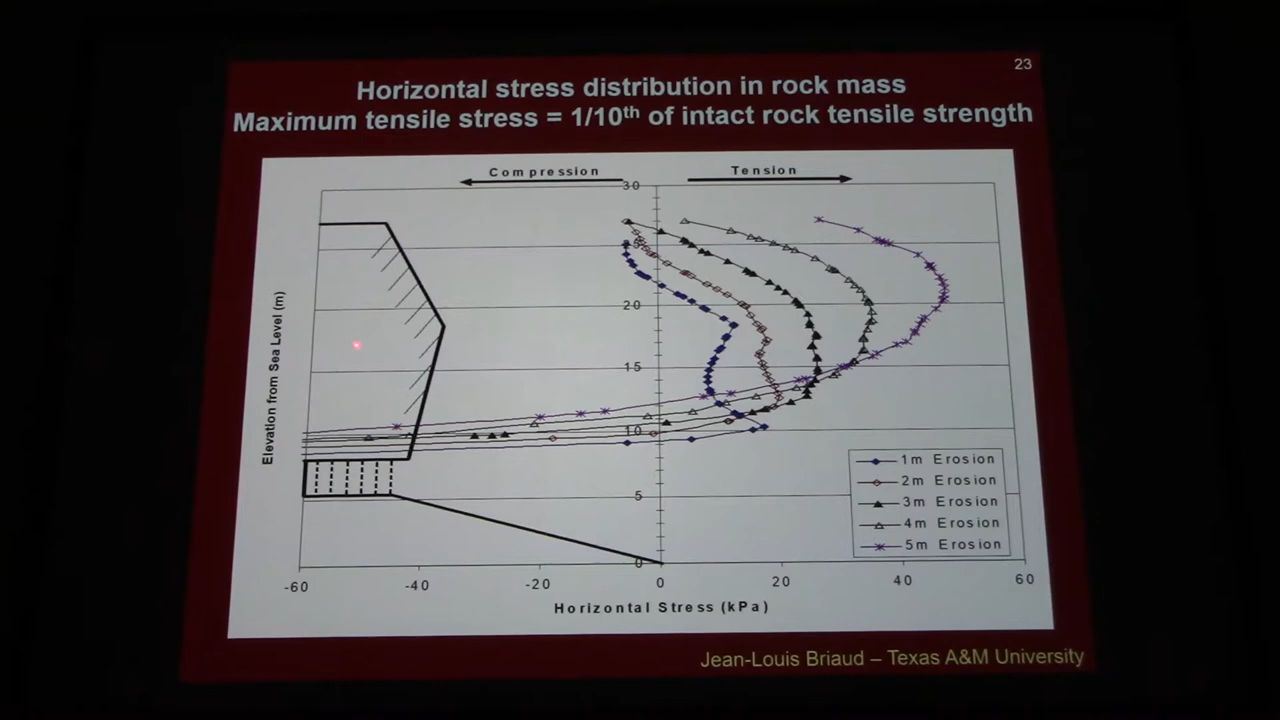 23
Horizontal stress distribution in rock mass
Maximum tensile stress = 1/10th of intact rock tensile strength
Compression
Tension
30
25
20
15
10
5
0
Elevation from Sea Level (m)
1m Erosion
2m Erosion
3m Erosion
4m Erosion
5m Erosion
-60 -40 -20 0 20 40 60
Horizontal Stress (kPa)
Jean-Louis Briaud – Texas A&M University